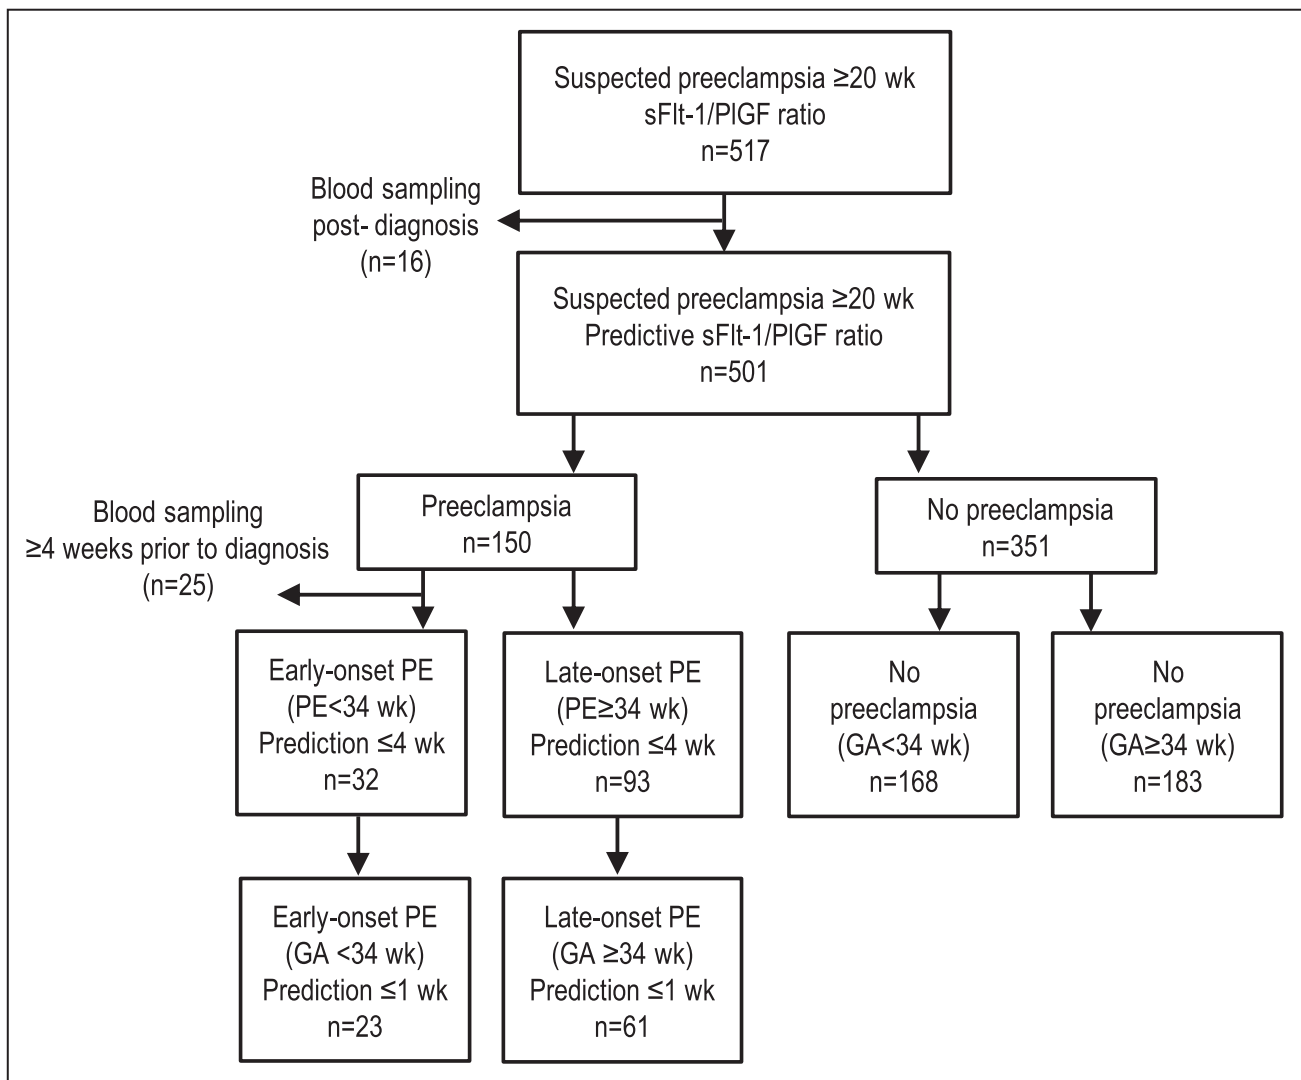 Suspected preeclampsia ≥20 wk
sFlt-1/PlGF ratio
n=517
Blood sampling
post- diagnosis
(n=16)
Suspected preeclampsia ≥20 wk
Predictive sFlt-1/PlGF ratio
n=501
Preeclampsia
n=150
No preeclampsia
n=351
Blood sampling
≥4 weeks prior to diagnosis
(n=25)
Early-onset PE
(PE<34 wk)
Prediction ≤4 wk
n=32
Late-onset PE
(PE≥34 wk)
Prediction ≤4 wk
n=93
No
preeclampsia
(GA<34 wk)
n=168
No
preeclampsia
(GA≥34 wk)
n=183
Early-onset PE
(GA <34 wk)
Prediction ≤1 wk
n=23
Late-onset PE
(GA ≥34 wk)
Prediction ≤1 wk
n=61